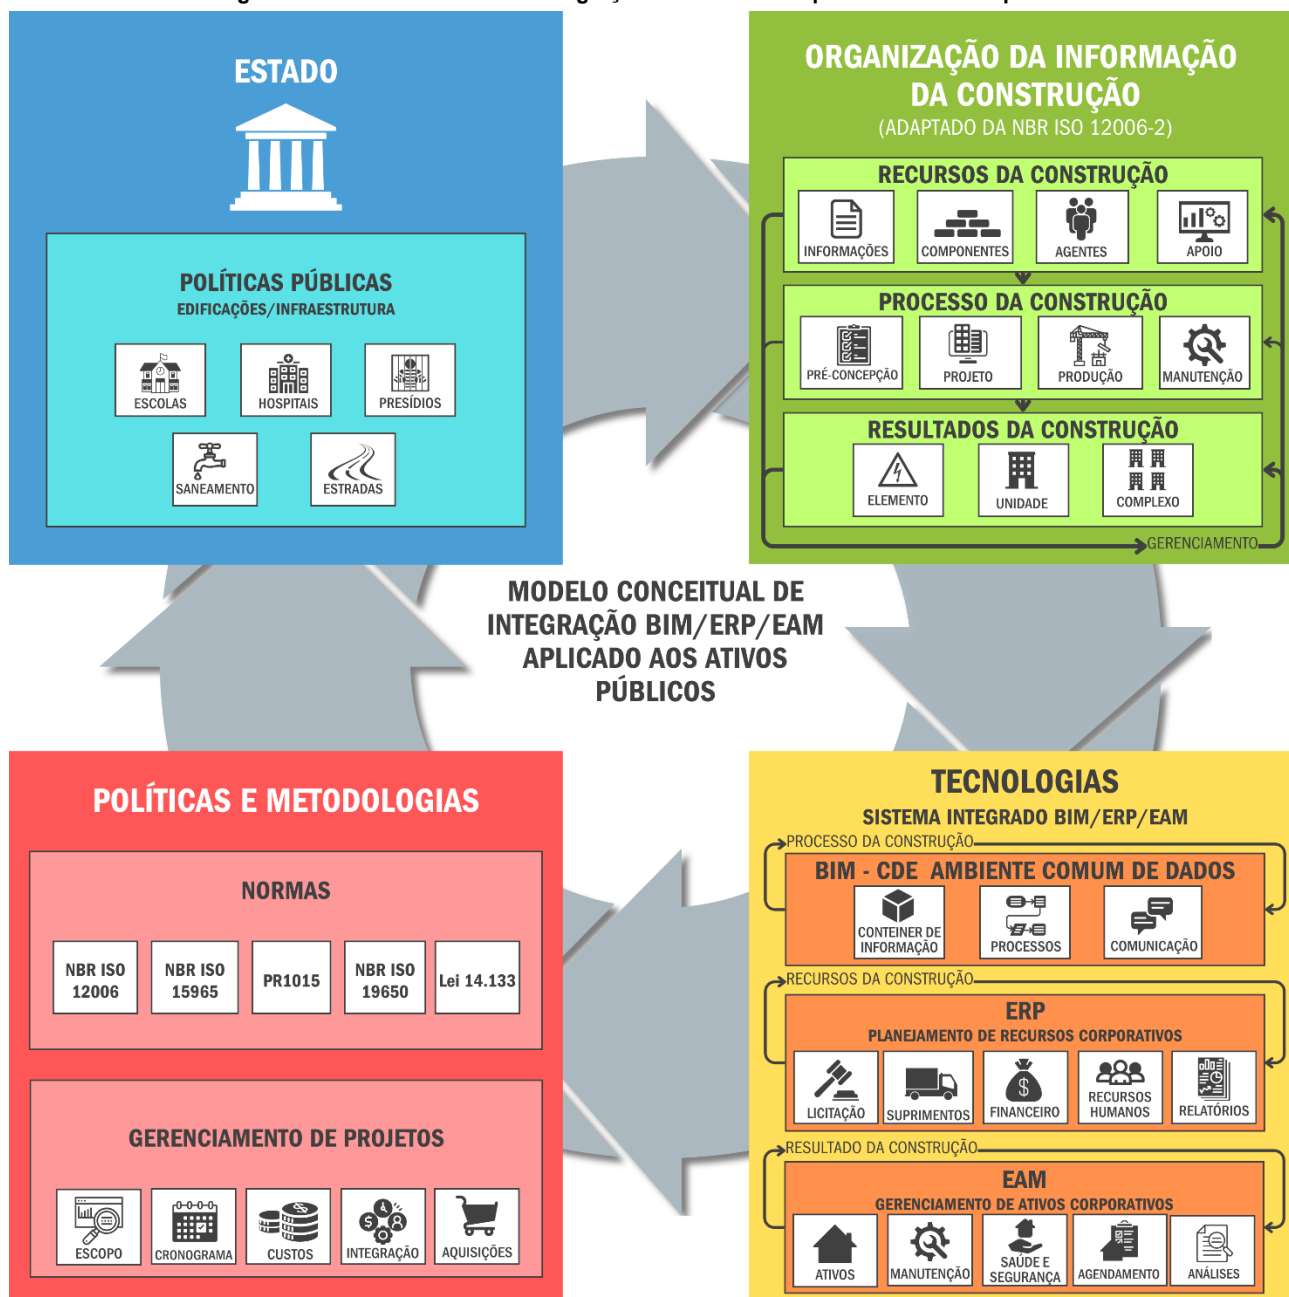 ESTADO
POLÍTICAS PÚBLICAS
EDIFICAÇÕES/INFRAESTRUTURA
ESCOLAS
HOSPITAIS
PRESÍDIOS
SANEAMENTO
ESTRADAS
ORGANIZAÇÃO DA INFORMAÇÃO
DA CONSTRUÇÃO
(ADAPTADO DA NBR ISO 12006-2)
RECURSOS DA CONSTRUÇÃO
INFORMAÇÕES
COMPONENTES
AGENTES
APOIO
PROCESSO DA CONSTRUÇÃO
PRÉ-CONCEPÇÃO
PROJETO
PRODUÇÃO
MANUTENÇÃO
RESULTADOS DA CONSTRUÇÃO
ELEMENTO
UNIDADE
COMPLEXO
GERENCIAMENTO
MODELO CONCEITUAL DE
INTEGRAÇÃO BIM/ERP/EAM
APLICADO AOS ATIVOS
PÚBLICOS
POLÍTICAS E METODOLOGIAS
NORMAS
NBR ISO
12006
NBR ISO
15965
PR1015
NBR ISO
19650
Lei 14.133
GERENCIAMENTO DE PROJETOS
ESCOPO
CRONOGRAMA
CUSTOS
INTEGRAÇÃO
AQUISIÇÕES
TECNOLOGIAS
SISTEMA INTEGRADO BIM/ERP/EAM
PROCESSO DA CONSTRUÇÃO
BIM - CDE AMBIENTE COMUM DE DADOS
CONTEINER DE
INFORMAÇÃO
PROCESSOS
COMUNICAÇÃO
RECURSOS DA CONSTRUÇÃO
ERP
PLANEJAMENTO DE RECURSOS CORPORATIVOS
LICITAÇÃO
SUPRIMENTOS
FINANCEIRO
RECURSOS
HUMANOS
RELATÓRIOS
RESULTADO DA CONSTRUÇÃO
EAM
GERENCIAMENTO DE ATIVOS CORPORATIVOS
ATIVOS
MANUTENÇÃO
SAÚDE E
SEGURANÇA
AGENDAMENTO
ANÁLISES